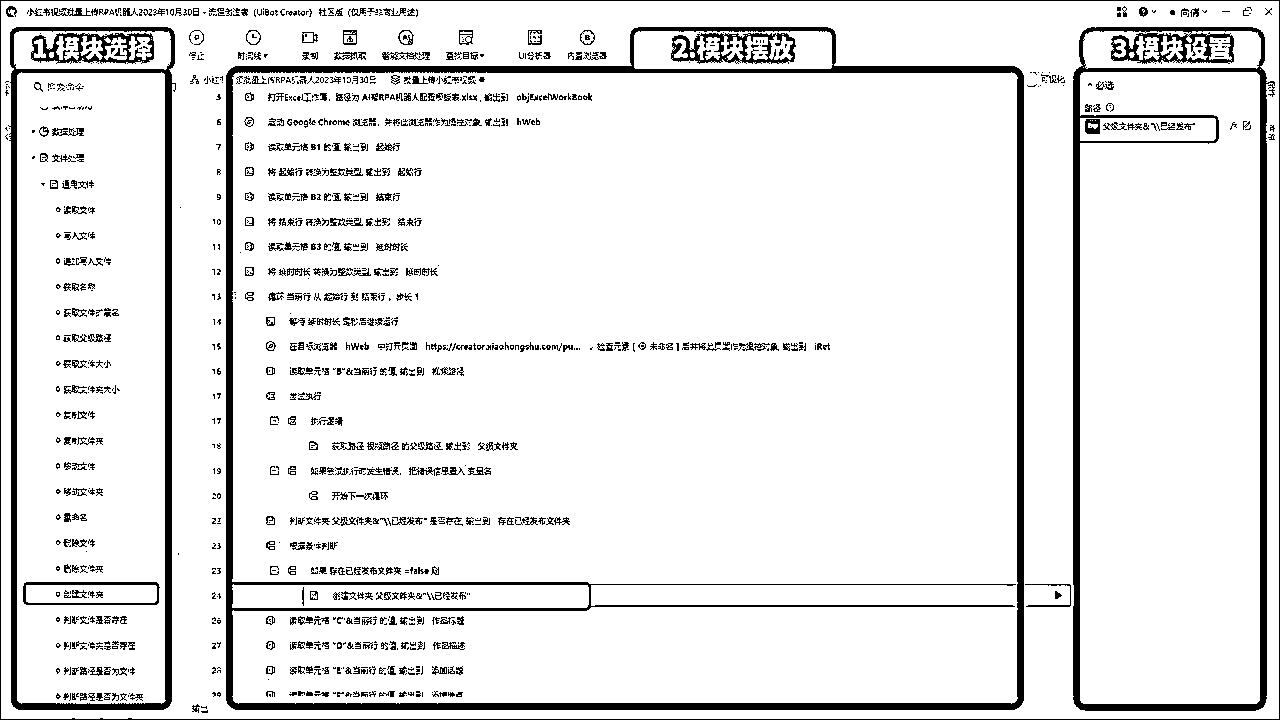 小红书视频批量上传RPA机器人2023年10月30日 - 流程创造者 (UiBot Creator) 社区版 (仅用于非商业用途)
向倩
1.模块选择
2.模块摆放
3.模块设置
停止
时间线
录制
数据抓取
智能文档处理
查找目标
UI分析器
内置浏览器
小红书
批量上传RPA机器人2023年10月30日
批量上传小红书视频
可视化
搜索命令
数据处理
文件处理
通用文件
读取文件
写入文件
追加写入文件
获取名称
获取文件扩展名
获取父级路径
获取文件大小
获取文件夹大小
复制文件
复制文件夹
移动文件
移动文件夹
重命名
删除文件
删除文件夹
创建文件夹
判断文件是否存在
判断文件夹是否存在
判断路径是否为文件
判断路径是否为文件夹
5 打开Excel工作簿，路径为 AI帮RPA机器人配置模板表.xlsx，输出到 objExcelWorkBook
6 启动 Google Chrome 浏览器，并将此浏览器作为操控对象，输出到 hWeb
7 读取单元格 B1 的值，输出到 起始行
8 将 起始行 转换为整数类型，输出到 起始行
9 读取单元格 B2 的值，输出到 结束行
10 将 结束行 转换为整数类型，输出到 结束行
11 读取单元格 B3 的值，输出到 延时时长
12 将 延时时长 转换为整数类型，输出到 延时时长
13 循环 当前行 从 起始行 到 结束行，步长 1
14 等待 延时时长 毫秒后继续运行
15 在目标浏览器 hWeb 中打开页面 https://creator.xiaohongshu.com/pu... ，检查元素 [ 未命名 ] 后并将此页面作为操控对象，输出到 iRet
16 读取单元格 "B"&当前行 的值，输出到 视频路径
17 尝试执行
17 执行逻辑
18 获取路径 视频路径 的父级路径，输出到 父级文件夹
19 如果尝试执行时发生错误，把错误信息置入 变量名
20 开始下一次循环
22 判断文件夹 父级文件夹&"\\已经发布" 是否存在，输出到 存在已经发布文件夹
23 根据条件判断
23 如果 存在已经发布文件夹 =false 则
24 创建文件夹 父级文件夹&"\\已经发布"
26 读取单元格 "C"&当前行 的值，输出到 作品标题
27 读取单元格 "D"&当前行 的值，输出到 作品描述
28 读取单元格 "E"&当前行 的值，输出到 添加话题
29 读取单元格 "F"&当前行 的值，输出到 添加地点
输出
必选
路径
Exp 父级文件夹&"\\已经发布"